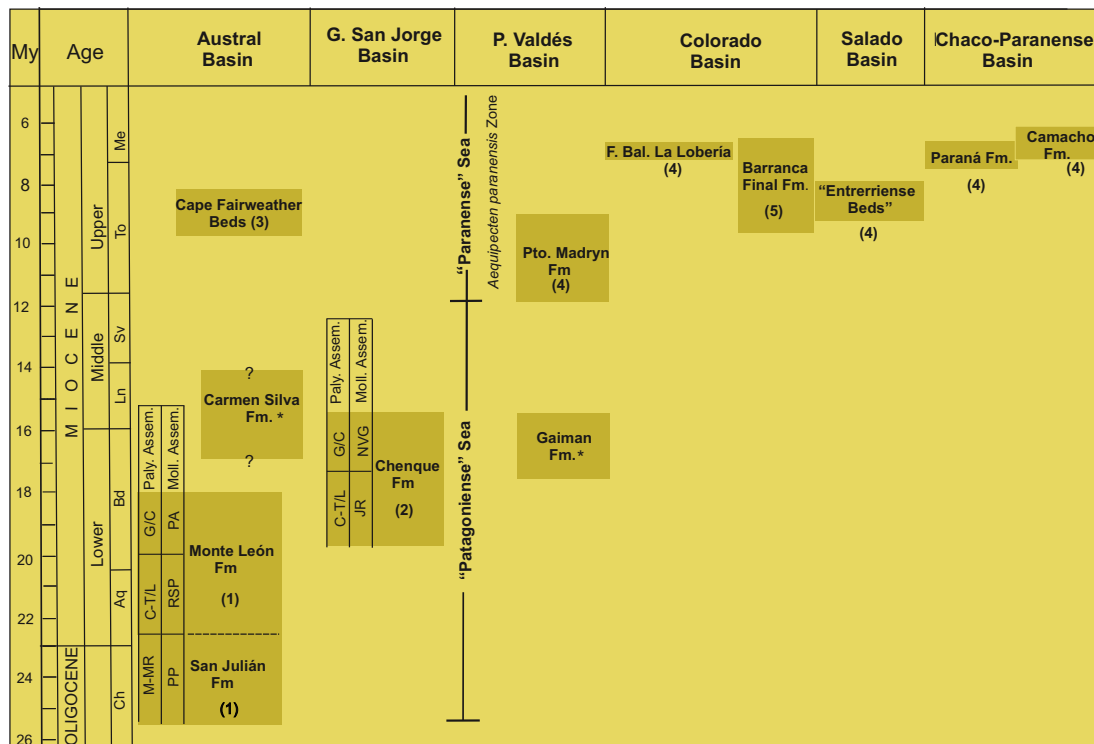 My
Age
Austral
Basin
G. San Jorge
Basin
P. Valdés
Basin
Colorado
Basin
Salado
Basin
Chaco-Paranense
Basin
6
8
10
12
14
16
18
20
22
24
26
MIOCENE
OLIGOCENE
Upper
Middle
Lower
Me
To
Sv
Ln
Bd
Aq
Ch
Cape Fairweather
Beds (3)
?
Carmen Silva
Fm. *
?
Paly. Assem.
Moll. Assem.
G/C
PA
C-T/L
RSP
M-MR
PP
Monte León
Fm
(1)
San Julián
Fm
(1)
Paly. Assem.
Moll. Assem.
G/C
NVG
C-T/L
JR
Chenque
Fm
(2)
“Paranense” Sea
Aequipecten paranensis Zone
“Patagoniense” Sea
Pto. Madryn
Fm
(4)
Gaiman
Fm.*
F. Bal. La Lobería
(4)
Barranca
Final Fm.
(5)
“Entrerriense
Beds”
(4)
Paraná Fm.
(4)
Camacho
Fm.
(4)